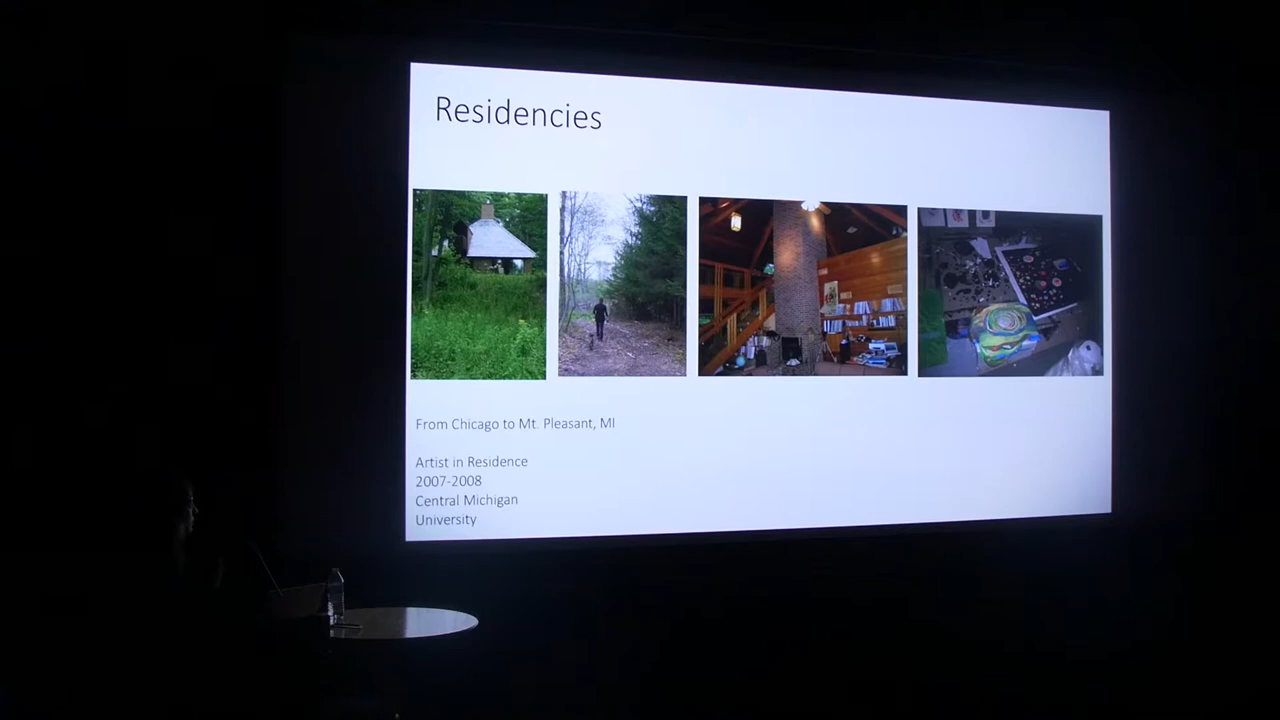 Residencies
From Chicago to Mt. Pleasant, MI
Artist in Residence
2007-2008
Central Michigan
University